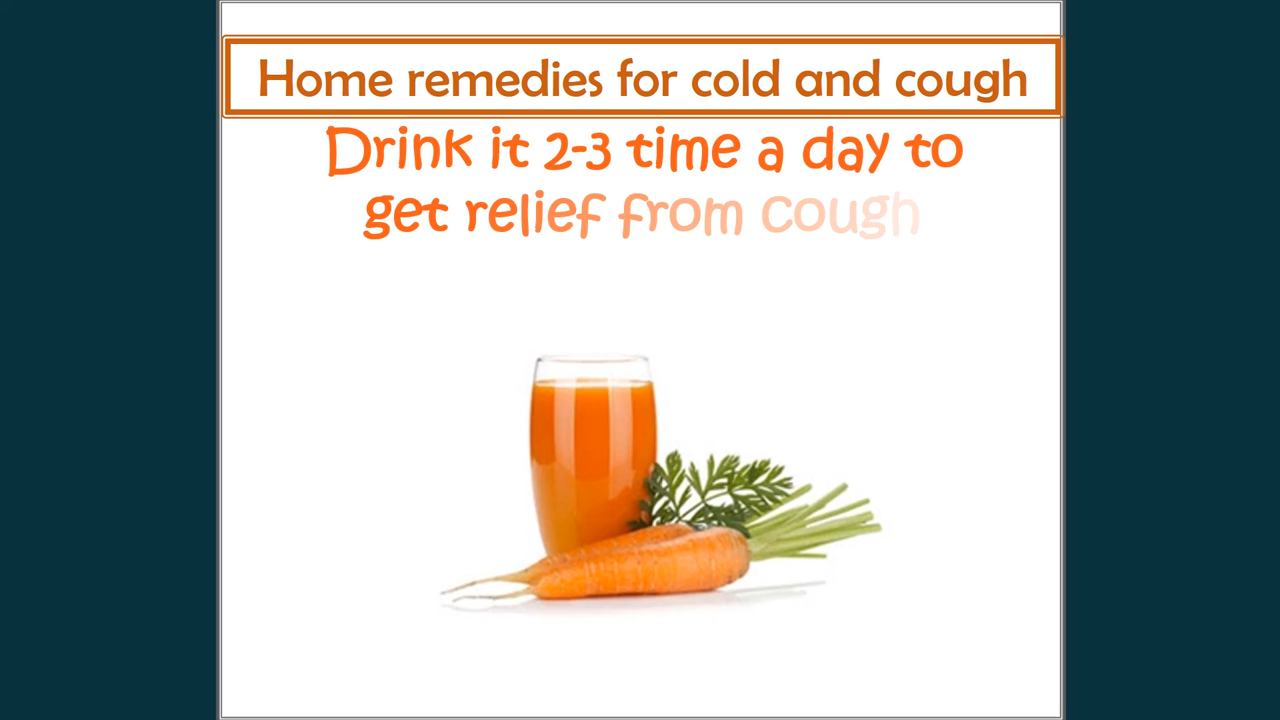 Home remedies for cold and cough
Drink it 2-3 time a day to
get relief from cough